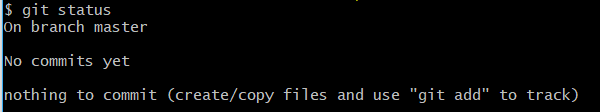 $ git status
On branch master
No commits yet
nothing to commit (create/copy files and use "git add" to track)